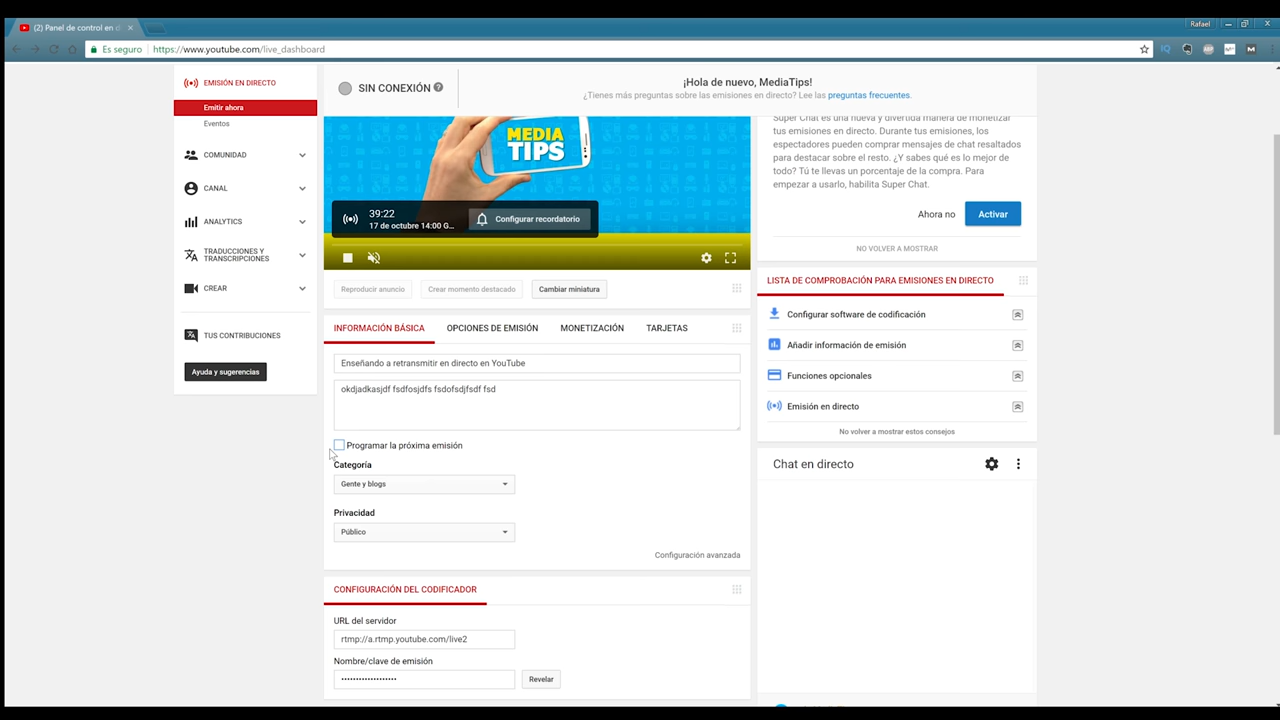 (2) Panel de control en d
Rafael
Es seguro
https://www.youtube.com/live_dashboard
EMISIÓN EN DIRECTO
Emitir ahora
Eventos
COMUNIDAD
CANAL
ANALYTICS
TRADUCCIONES Y
TRANSCRIPCIONES
CREAR
TUS CONTRIBUCIONES
Ayuda y sugerencias
SIN CONEXIÓN ?
¡Hola de nuevo, MediaTips!
¿Tienes más preguntas sobre las emisiones en directo? Lee las preguntas frecuentes.
MEDIA
TIPS
39:22
17 de octubre 14:00 G...
Configurar recordatorio
Reproducir anuncio
Crear momento destacado
Cambiar miniatura
INFORMACIÓN BÁSICA
OPCIONES DE EMISIÓN
MONETIZACIÓN
TARJETAS
Enseñando a retransmitir en directo en YouTube
okdjadkasjdf fsdfosjdfs fsdofsdjfsdf fsd
Programar la próxima emisión
Categoría
Gente y blogs
Privacidad
Público
Configuración avanzada
CONFIGURACIÓN DEL CODIFICADOR
URL del servidor
rtmp://a.rtmp.youtube.com/live2
Nombre/clave de emisión
••••••••••••••••••
Revelar
Super Chat es una nueva y divertida manera de monetizar
tus emisiones en directo. Durante tus emisiones, los
espectadores pueden comprar mensajes de chat resaltados
para destacar sobre el resto. ¿Y sabes qué es lo mejor de
todo? Tú te llevas un porcentaje de la compra. Para
empezar a usarlo, habilita Super Chat.
Ahora no
Activar
NO VOLVER A MOSTRAR
LISTA DE COMPROBACIÓN PARA EMISIONES EN DIRECTO
Configurar software de codificación
Añadir información de emisión
Funciones opcionales
Emisión en directo
No volver a mostrar estos consejos
Chat en directo